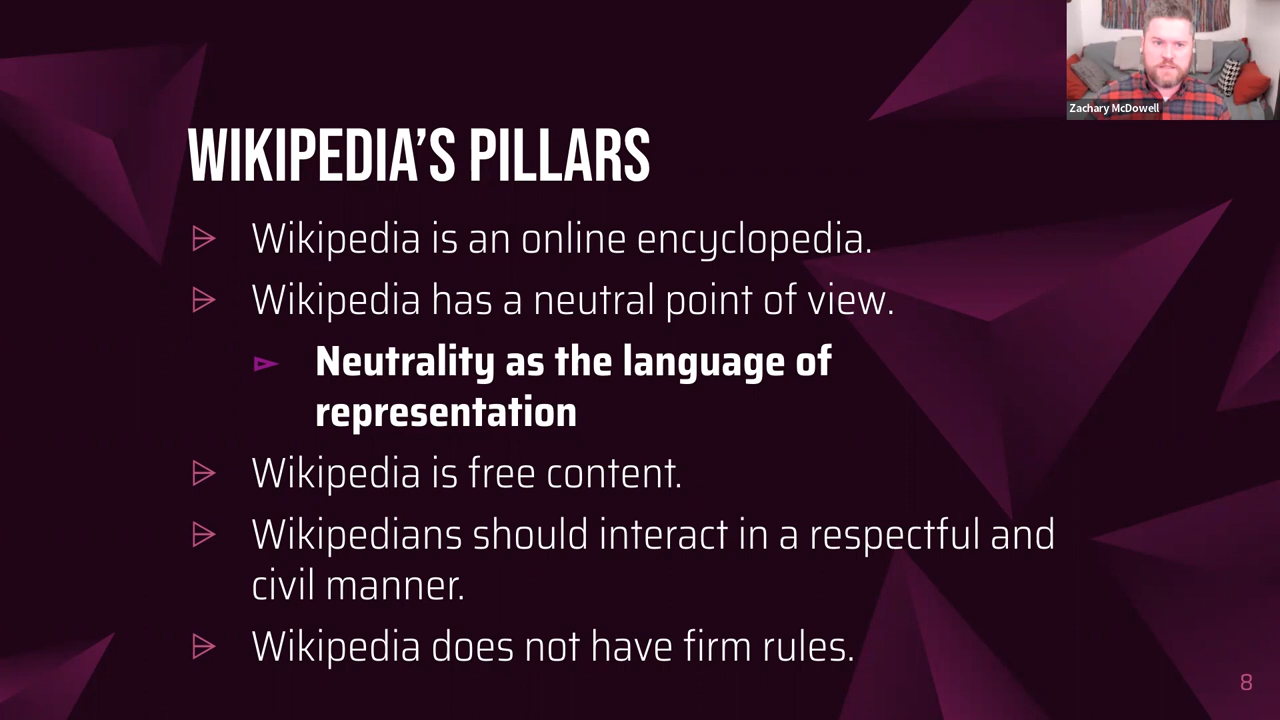 Zachary McDowell
WIKIPEDIA'S PILLARS
Wikipedia is an online encyclopedia.
Wikipedia has a neutral point of view.
Neutrality as the language of
representation
Wikipedia is free content.
Wikipedians should interact in a respectful and
civil manner.
Wikipedia does not have firm rules.
8